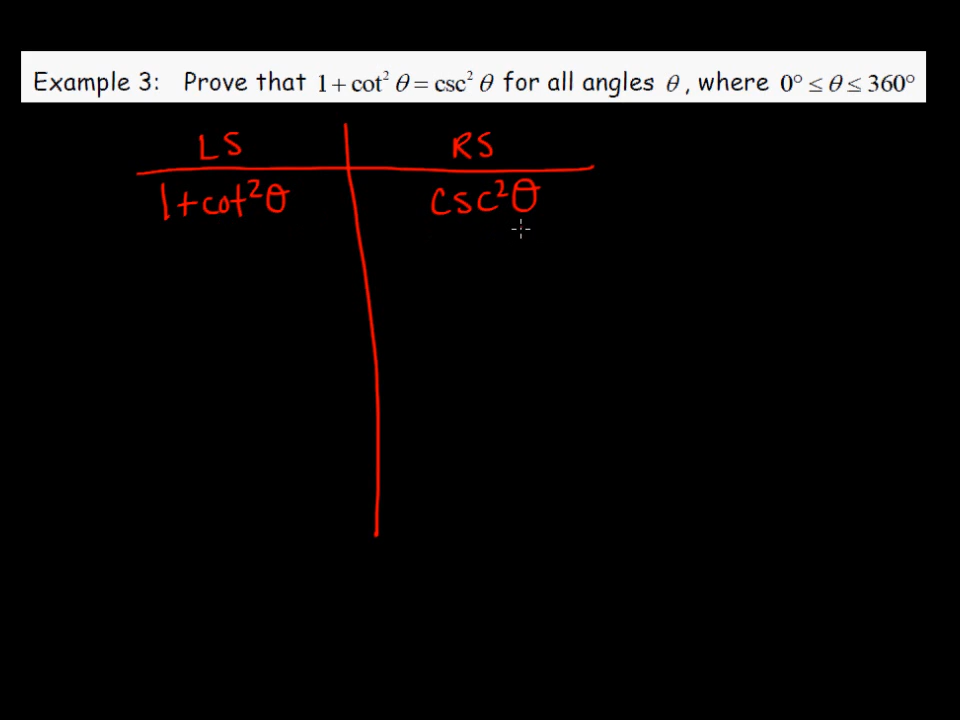 Example 3: Prove that 1 + cot² θ = csc² θ for all angles θ, where 0° ≤ θ ≤ 360°
LS RS
1+cot²θ csc²θ